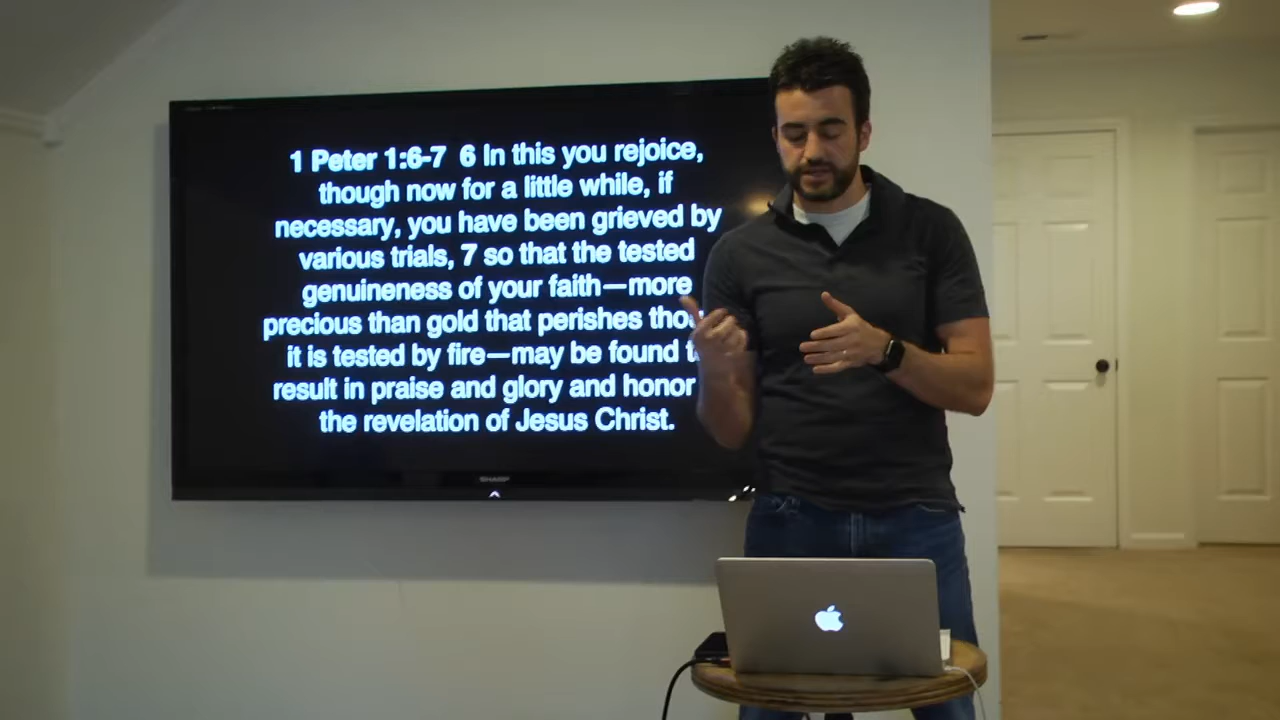 1 Peter 1:6-7 6 In this you rejoice,
though now for a little while, if
necessary, you have been grieved by
various trials, 7 so that the tested
genuineness of your faith—more
precious than gold that perishes
it is tested by fire—may be found
result in praise and glory and honor
the revelation of Jesus Christ.
SHARP